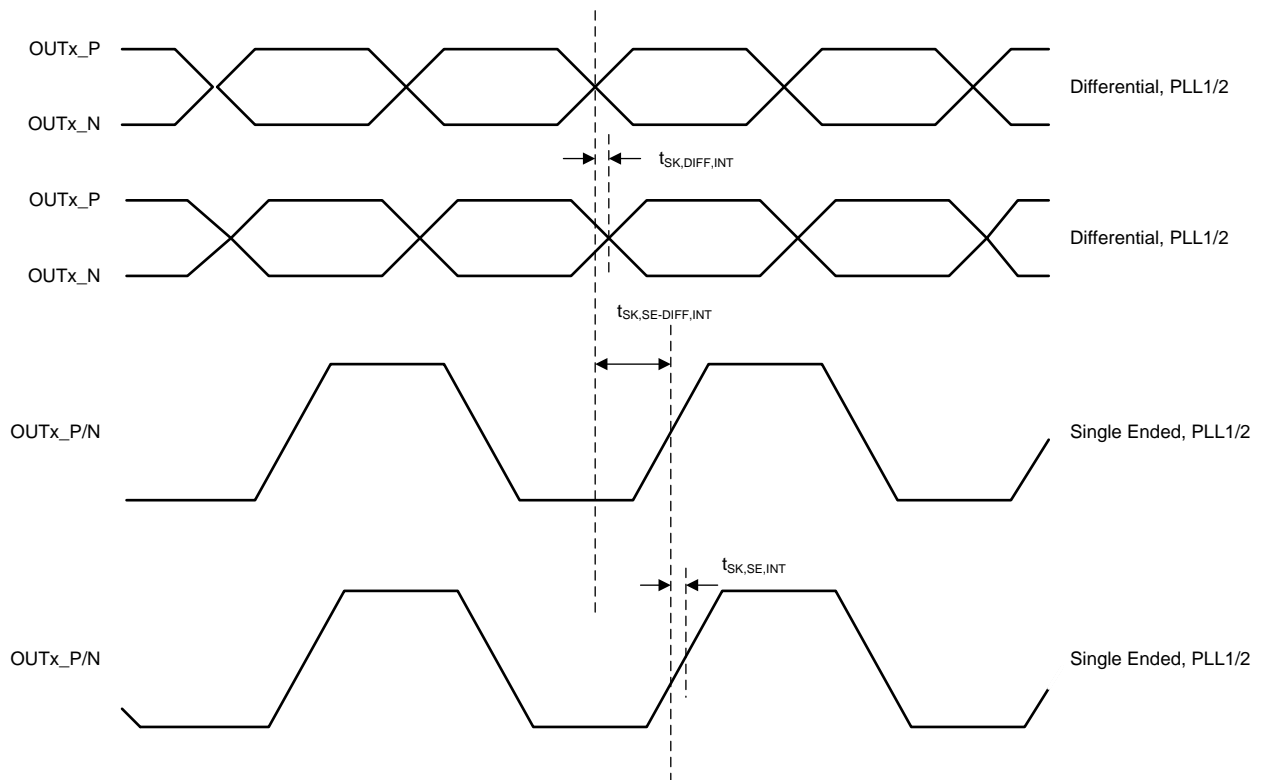 OUTx_P
Differential, PLL1/2
OUTx_N
tSK,DIFF,INT
OUTx_P
Differential, PLL1/2
OUTx_N
tSK,SE-DIFF,INT
OUTx_P/N
Single Ended, PLL1/2
tSK,SE,INT
OUTx_P/N
Single Ended, PLL1/2